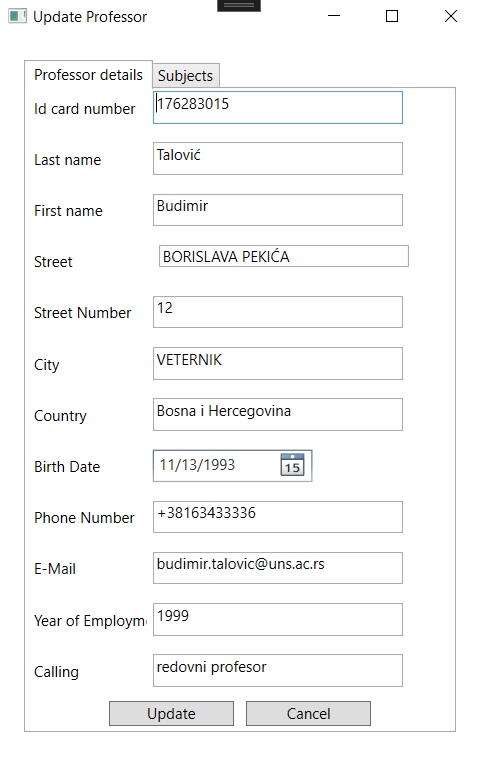 Update Professor
Professor details
Subjects
Id card number 176283015
Last name Talović
First name Budimir
Street BORISLAVA PEKIĆA
Street Number 12
City VETERNIK
Country Bosna i Hercegovina
Birth Date 11/13/1993 15
Phone Number +38163433336
E-Mail budimir.talovic@uns.ac.rs
Year of Employm 1999
Calling redovni profesor
Update Cancel